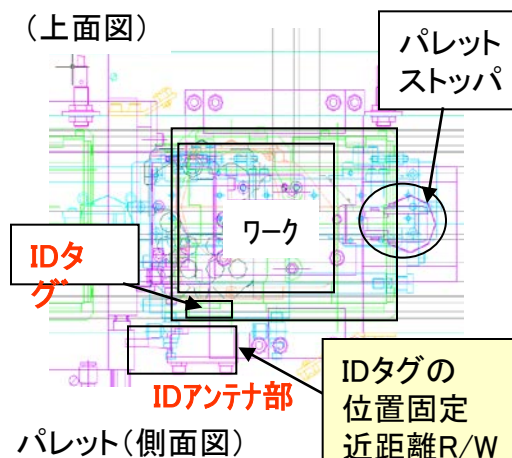 (上面図)
パレット
ストッパ
ワーク
IDタ
グ
IDアンテナ部
IDタグの
位置固定
近距離R/W
パレット(側面図)